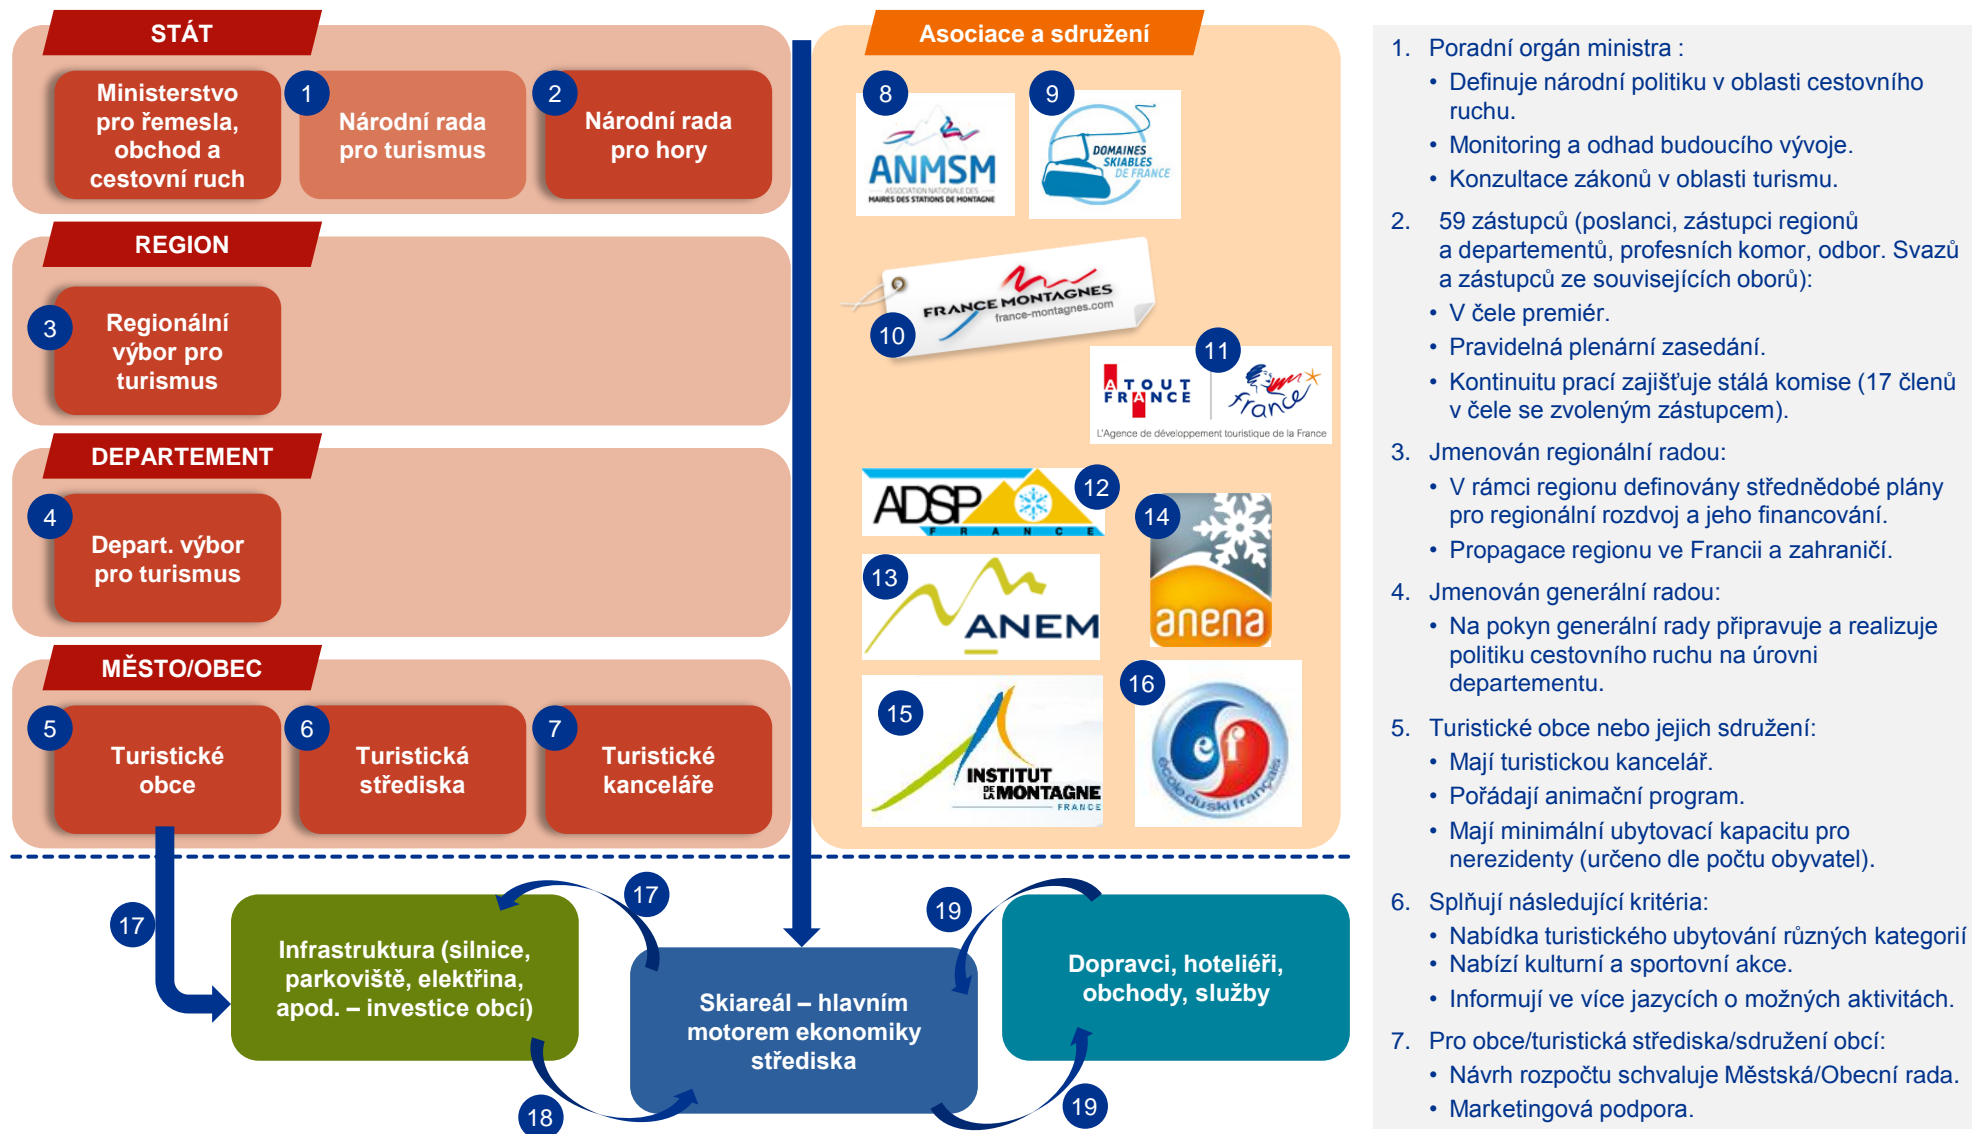 STÁT
Ministerstvo
pro řemesla,
obchod a
cestovní ruch
1
Národní rada
pro turismus
2
Národní rada
pro hory
REGION
3
Regionální
výbor pro
turismus
DEPARTEMENT
4
Depart. výbor
pro turismus
MĚSTO/OBEC
5
Turistické
obce
6
Turistická
střediska
7
Turistické
kanceláře
Asociace a sdružení
8
ANMSM
ASSOCIATION NATIONALE DES
MAIRES DES STATIONS DE MONTAGNE
9
DOMAINES
SKIABLES
DE FRANCE
10
FRANCE MONTAGNES
france-montagnes.com
11
ATOUT
FRANCE
france
L'Agence de développement touristique de la France
12
ADSP
FRANCE
13
ANEM
14
anena
15
INSTITUT
DE LA MONTAGNE
FRANCE
16
esf
école du ski français
17
Infrastruktura (silnice,
parkoviště, elektřina,
apod. – investice obcí)
17
18
Skiareál – hlavním
motorem ekonomiky
střediska
19
19
Dopravci, hoteliéři,
obchody, služby
1. Poradní orgán ministra :
• Definuje národní politiku v oblasti cestovního
ruchu.
• Monitoring a odhad budoucího vývoje.
• Konzultace zákonů v oblasti turismu.
2. 59 zástupců (poslanci, zástupci regionů
a departementů, profesních komor, odbor. Svazů
a zástupců ze souvisejících oborů):
• V čele premiér.
• Pravidelná plenární zasedání.
• Kontinuitu prací zajišťuje stálá komise (17 členů
v čele se zvoleným zástupcem).
3. Jmenován regionální radou:
• V rámci regionu definovány střednědobé plány
pro regionální rozdvoj a jeho financování.
• Propagace regionu ve Francii a zahraničí.
4. Jmenován generální radou:
• Na pokyn generální rady připravuje a realizuje
politiku cestovního ruchu na úrovni
departementu.
5. Turistické obce nebo jejich sdružení:
• Mají turistickou kancelář.
• Pořádají animační program.
• Mají minimální ubytovací kapacitu pro
nerezidenty (určeno dle počtu obyvatel).
6. Splňují následující kritéria:
• Nabídka turistického ubytování různých kategorií
• Nabízí kulturní a sportovní akce.
• Informují ve více jazycích o možných aktivitách.
7. Pro obce/turistická střediska/sdružení obcí:
• Návrh rozpočtu schvaluje Městská/Obecní rada.
• Marketingová podpora.